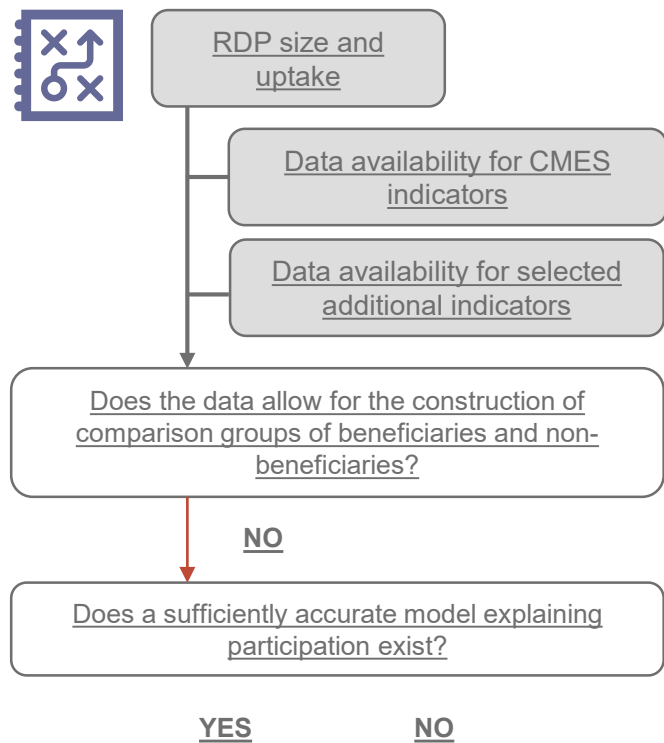 RDP size and
uptake
Data availability for CMES
indicators
Data availability for selected
additional indicators
Does the data allow for the construction of
comparison groups of beneficiaries and non-
beneficiaries?
NO
Does a sufficiently accurate model explaining
participation exist?
YES NO